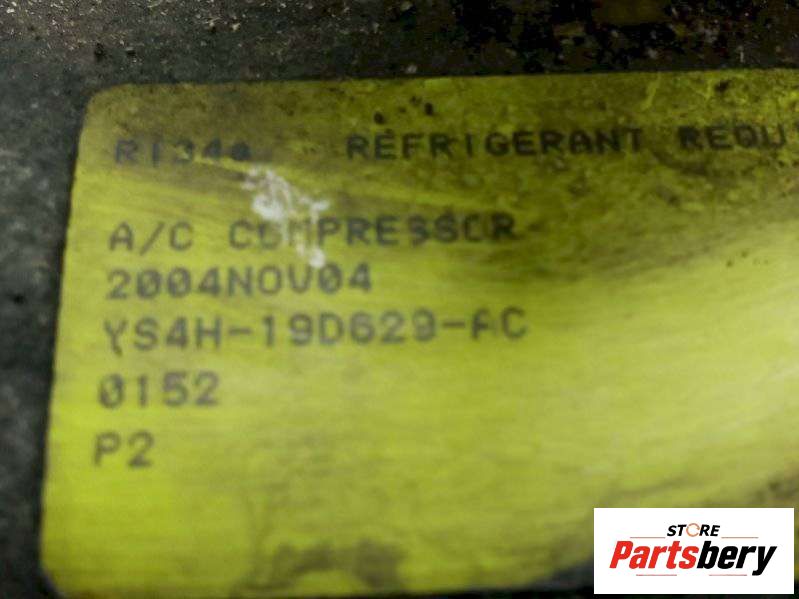 R134a REFRIGERANT REQU
A/C COMPRESSOR
2004NOV04
YS4H-19D629-AC
0152
P2
STORE
Partsbery